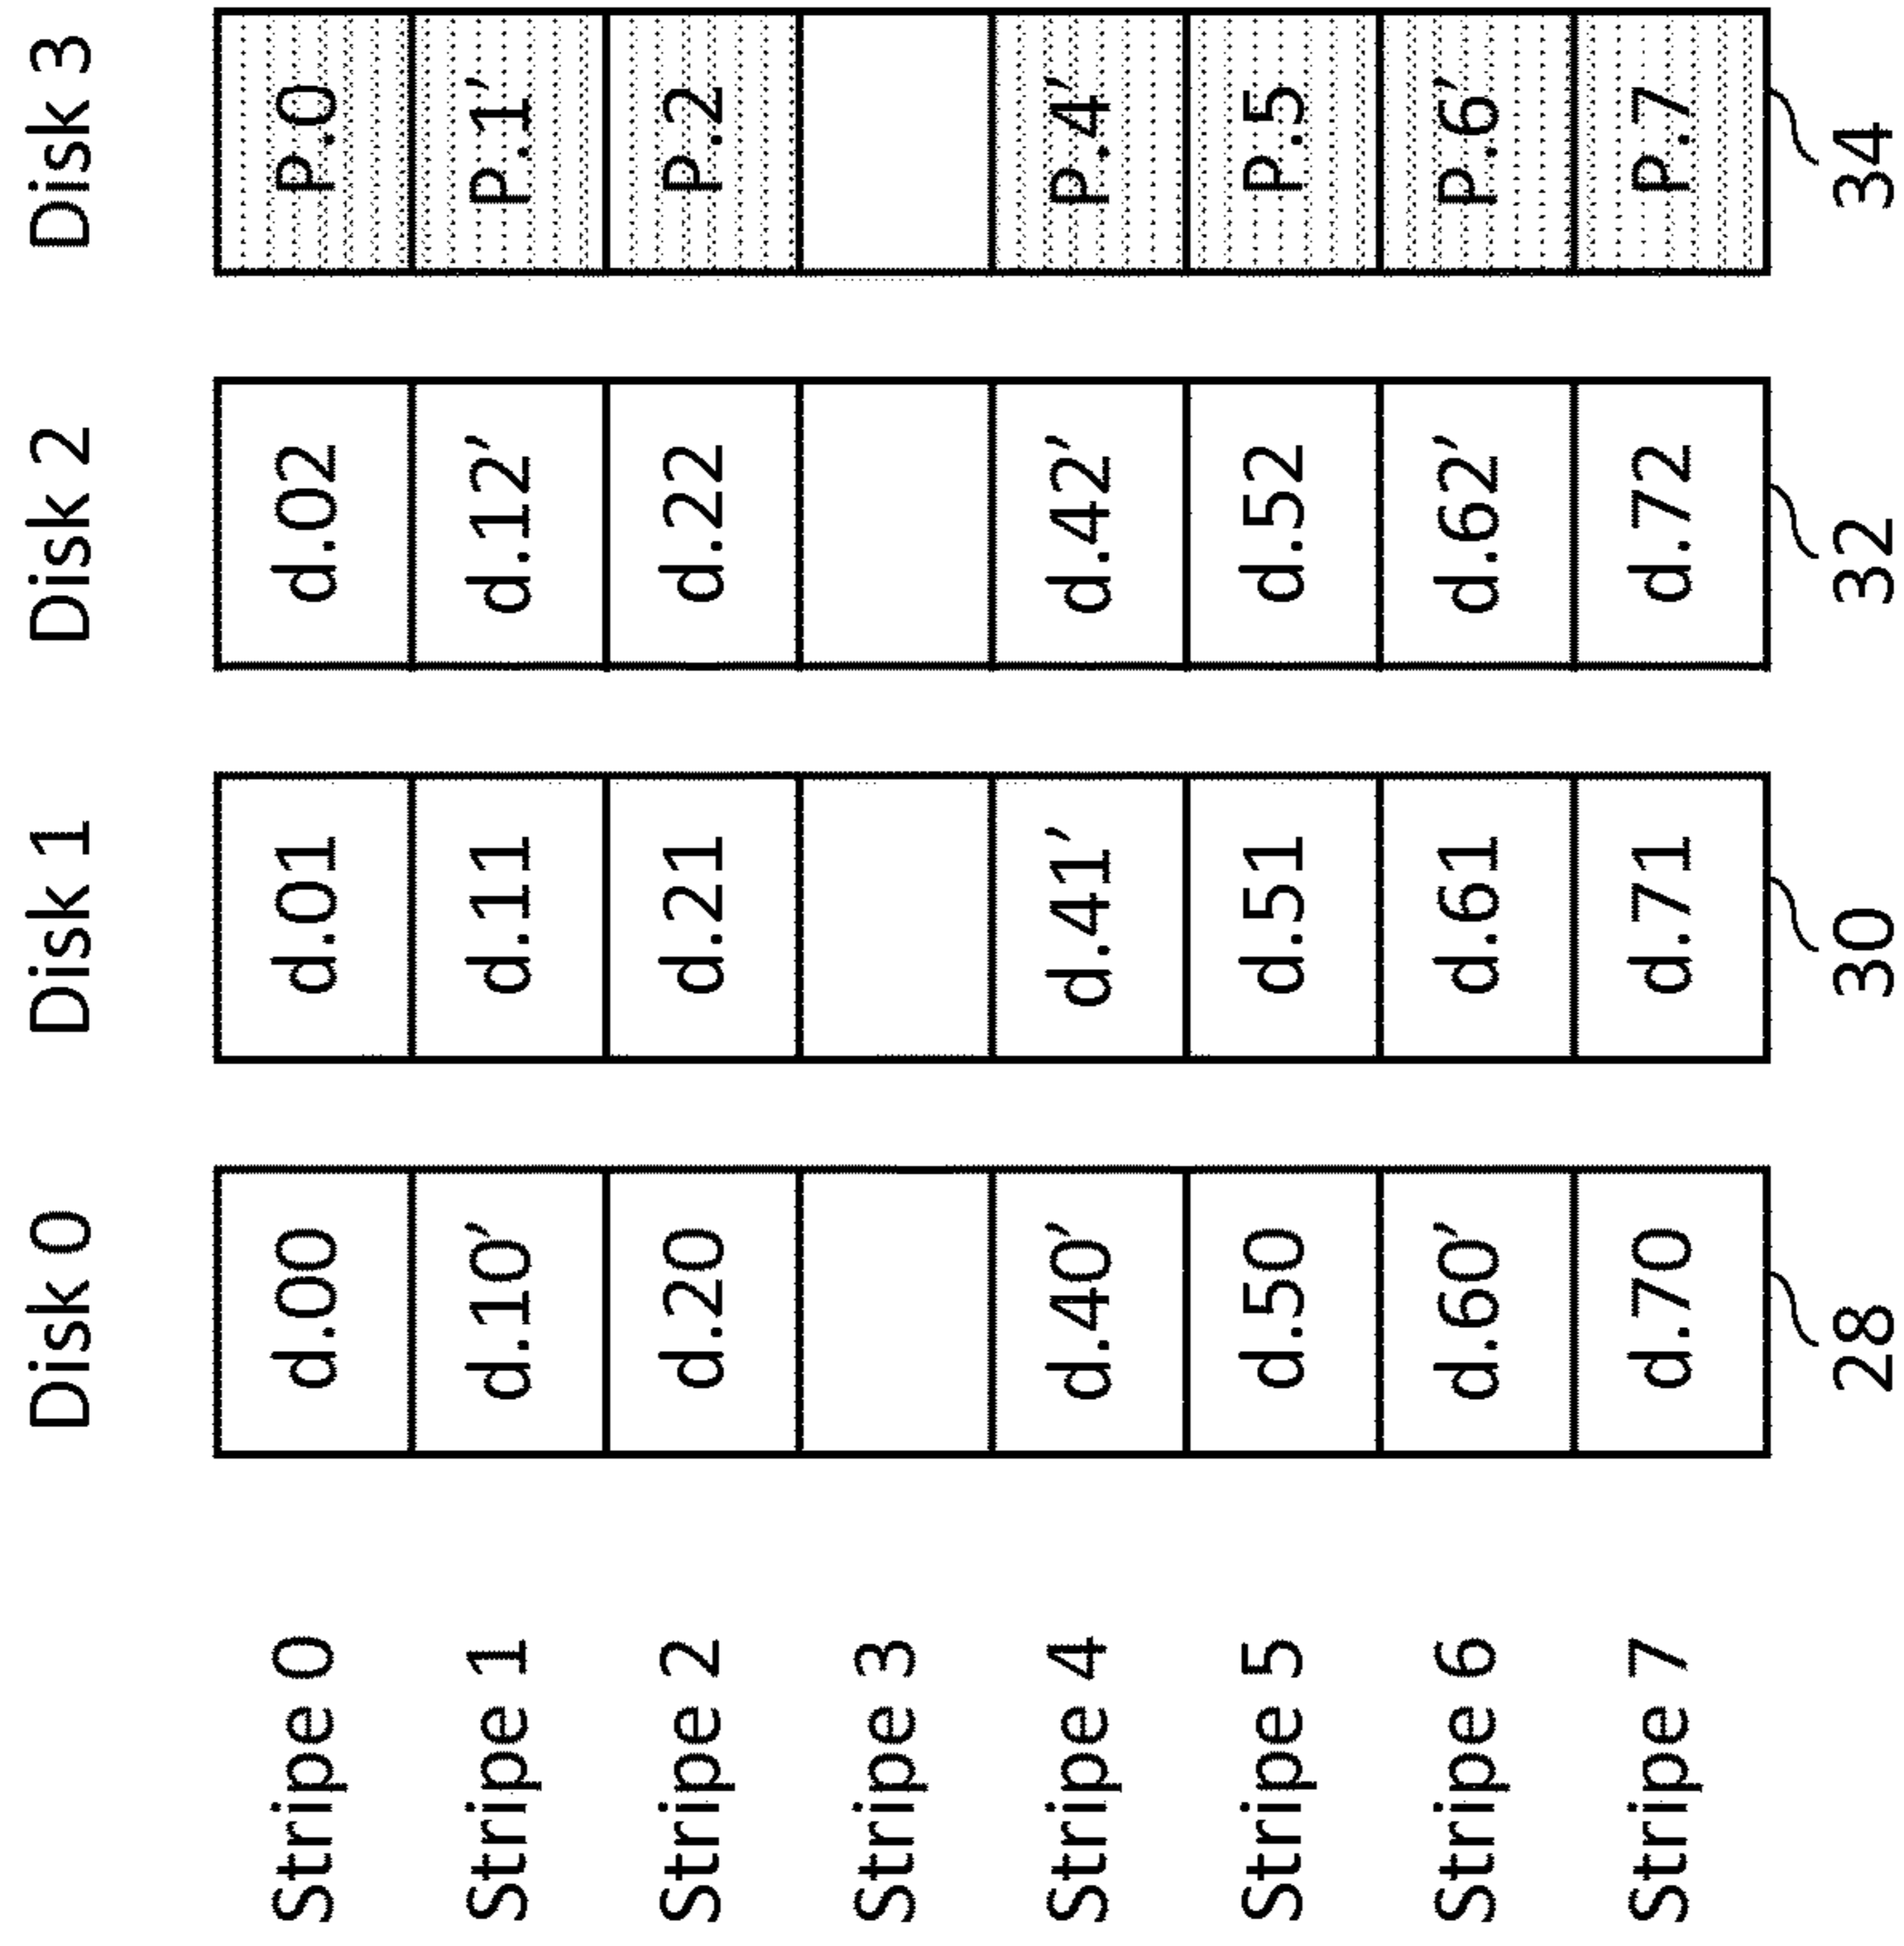 Disk 0 Disk 1 Disk 2 Disk 3
Stripe 0 d.00 d.01 d.02 P.0
Stripe 1 d.10′ d.11 d.12′ P.1′
Stripe 2 d.20 d.21 d.22 P.2
Stripe 3
Stripe 4 d.40′ d.41′ d.42′ P.4′
Stripe 5 d.50 d.51 d.52 P.5
Stripe 6 d.60′ d.61 d.62′ P.6′
Stripe 7 d.70 d.71 d.72 P.7
28 30 32 34